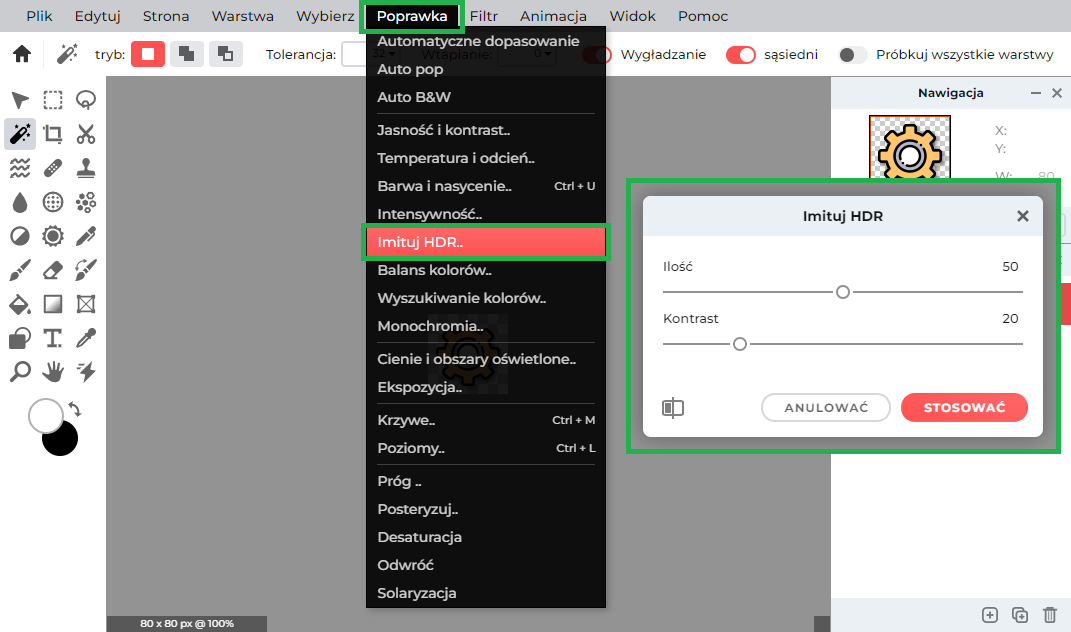 Plik Edytuj Strona Warstwa Wybierz Poprawka Filtr Animacja Widok Pomoc
tryb: Tolerancja: 32 Wtapianie: 0 Wygładzanie sąsiedni Próbkuj wszystkie warstwy
Automatyczne dopasowanie
Auto pop
Auto B&W
Jasność i kontrast..
Temperatura i odcień..
Barwa i nasycenie.. Ctrl + U
Intensywność..
Imituj HDR..
Balans kolorów..
Wyszukiwanie kolorów..
Monochromia..
Cienie i obszary oświetlone..
Ekspozycja..
Krzywe.. Ctrl + M
Poziomy.. Ctrl + L
Próg ..
Posteryzuj..
Desaturacja
Odwróć
Solaryzacja
Nawigacja
X:
Y:
W: 80
Imituj HDR
Ilość 50
Kontrast 20
ANULOWAĆ STOSOWAĆ
80 x 80 px @ 100%